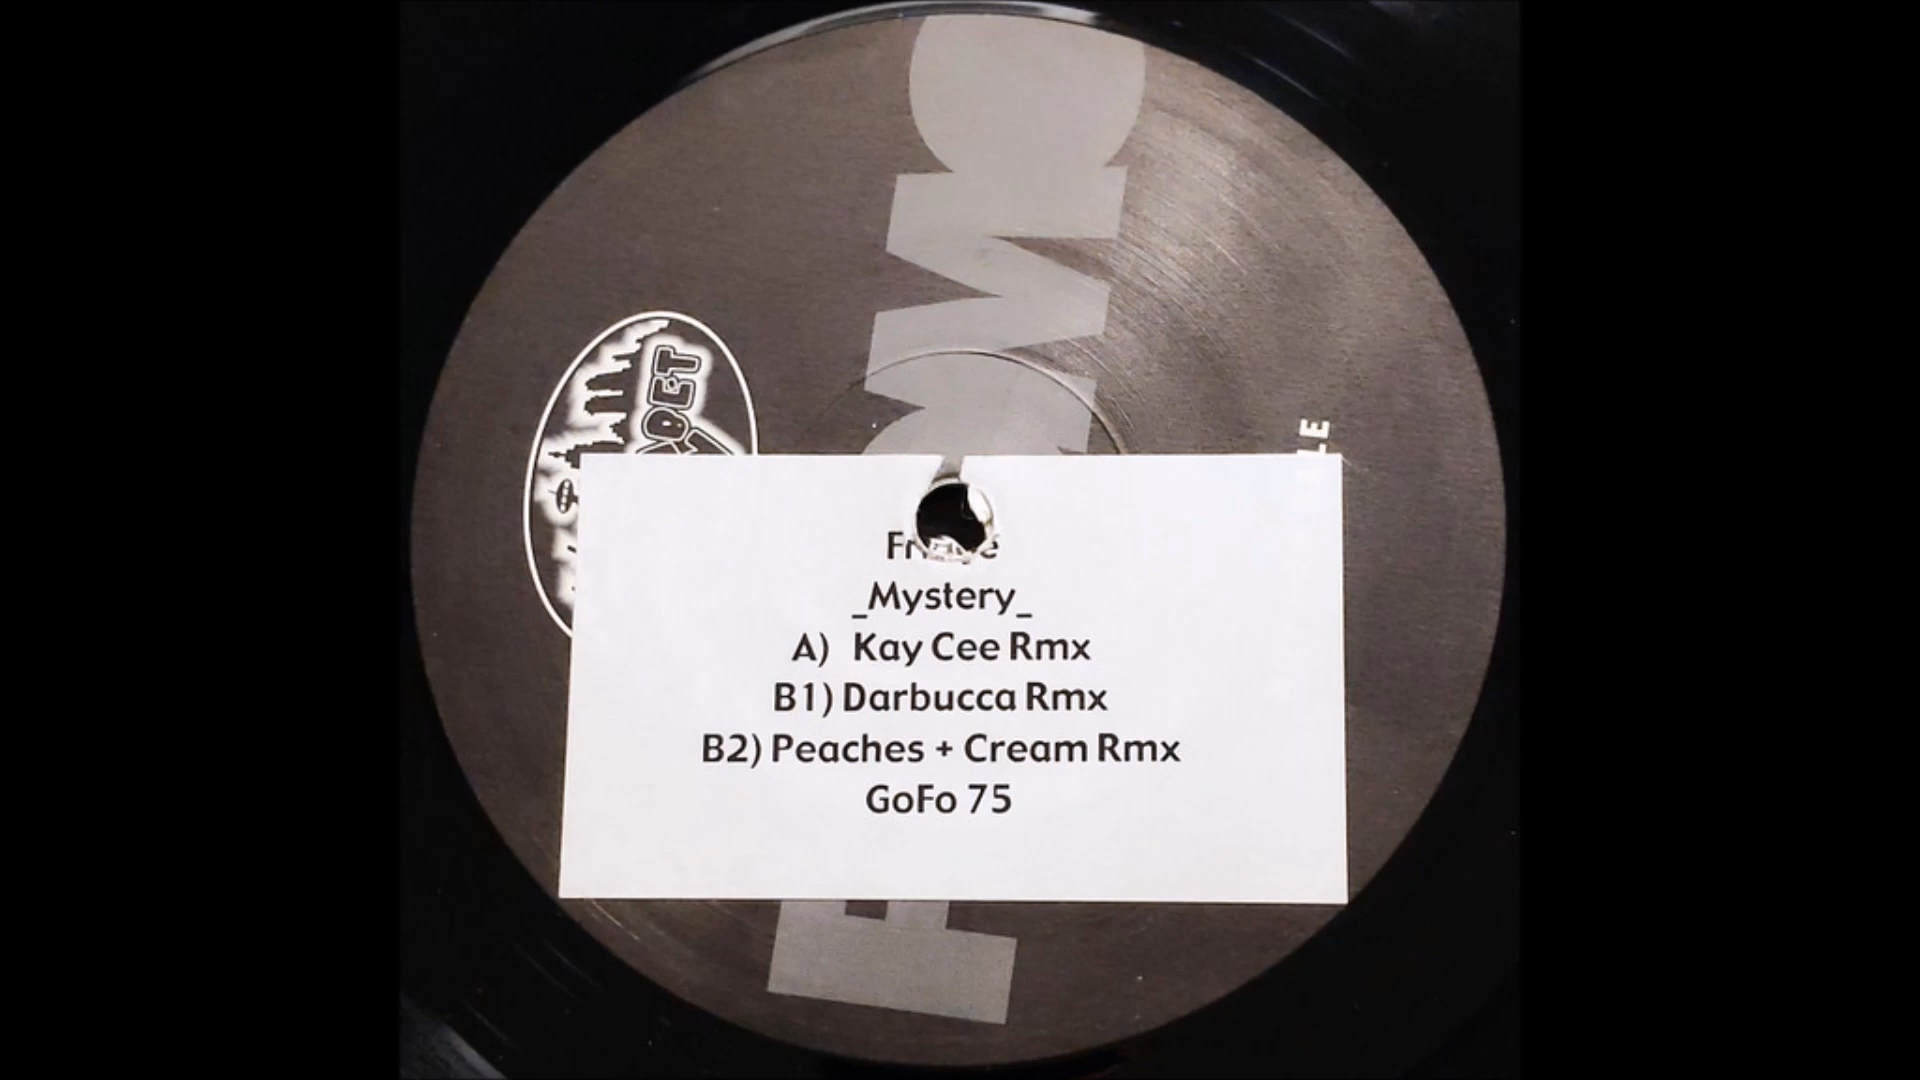 _Mystery_
A) Kay Cee Rmx
B1) Darbucca Rmx
B2) Peaches + Cream Rmx
GoFo 75